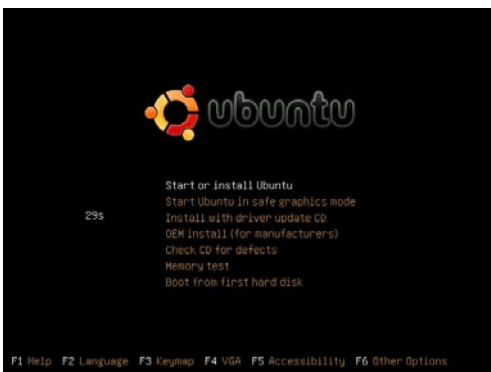 ubuntu
Start or install Ubuntu
Start Ubuntu in safe graphics mode
29s
Install with driver update CD
OEM install (for manufacturers)
Check CD for defects
Memory test
Boot from first hard disk
F1 Help F2 Language F3 Keymap F4 VGA F5 Accessibility F6 Other Options